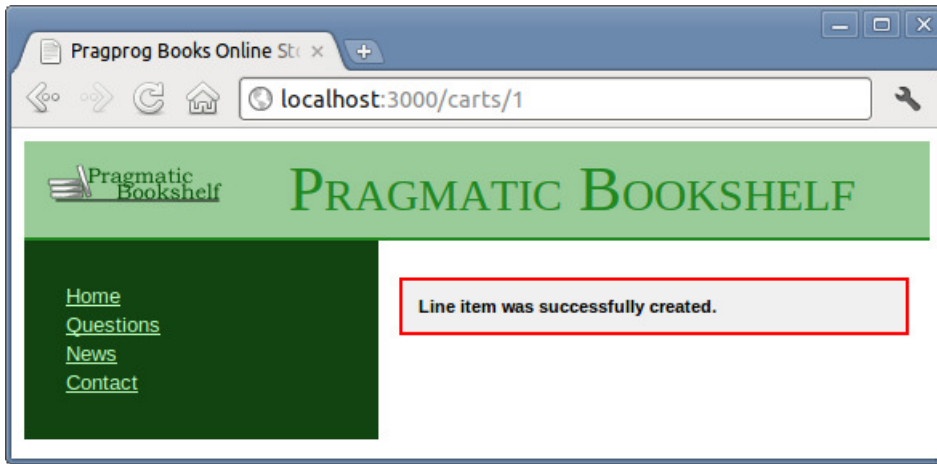 Pragprog Books Online Sto
localhost:3000/carts/1
Pragmatic
Bookshelf
PRAGMATIC BOOKSHELF
Home
Questions
News
Contact
Line item was successfully created.